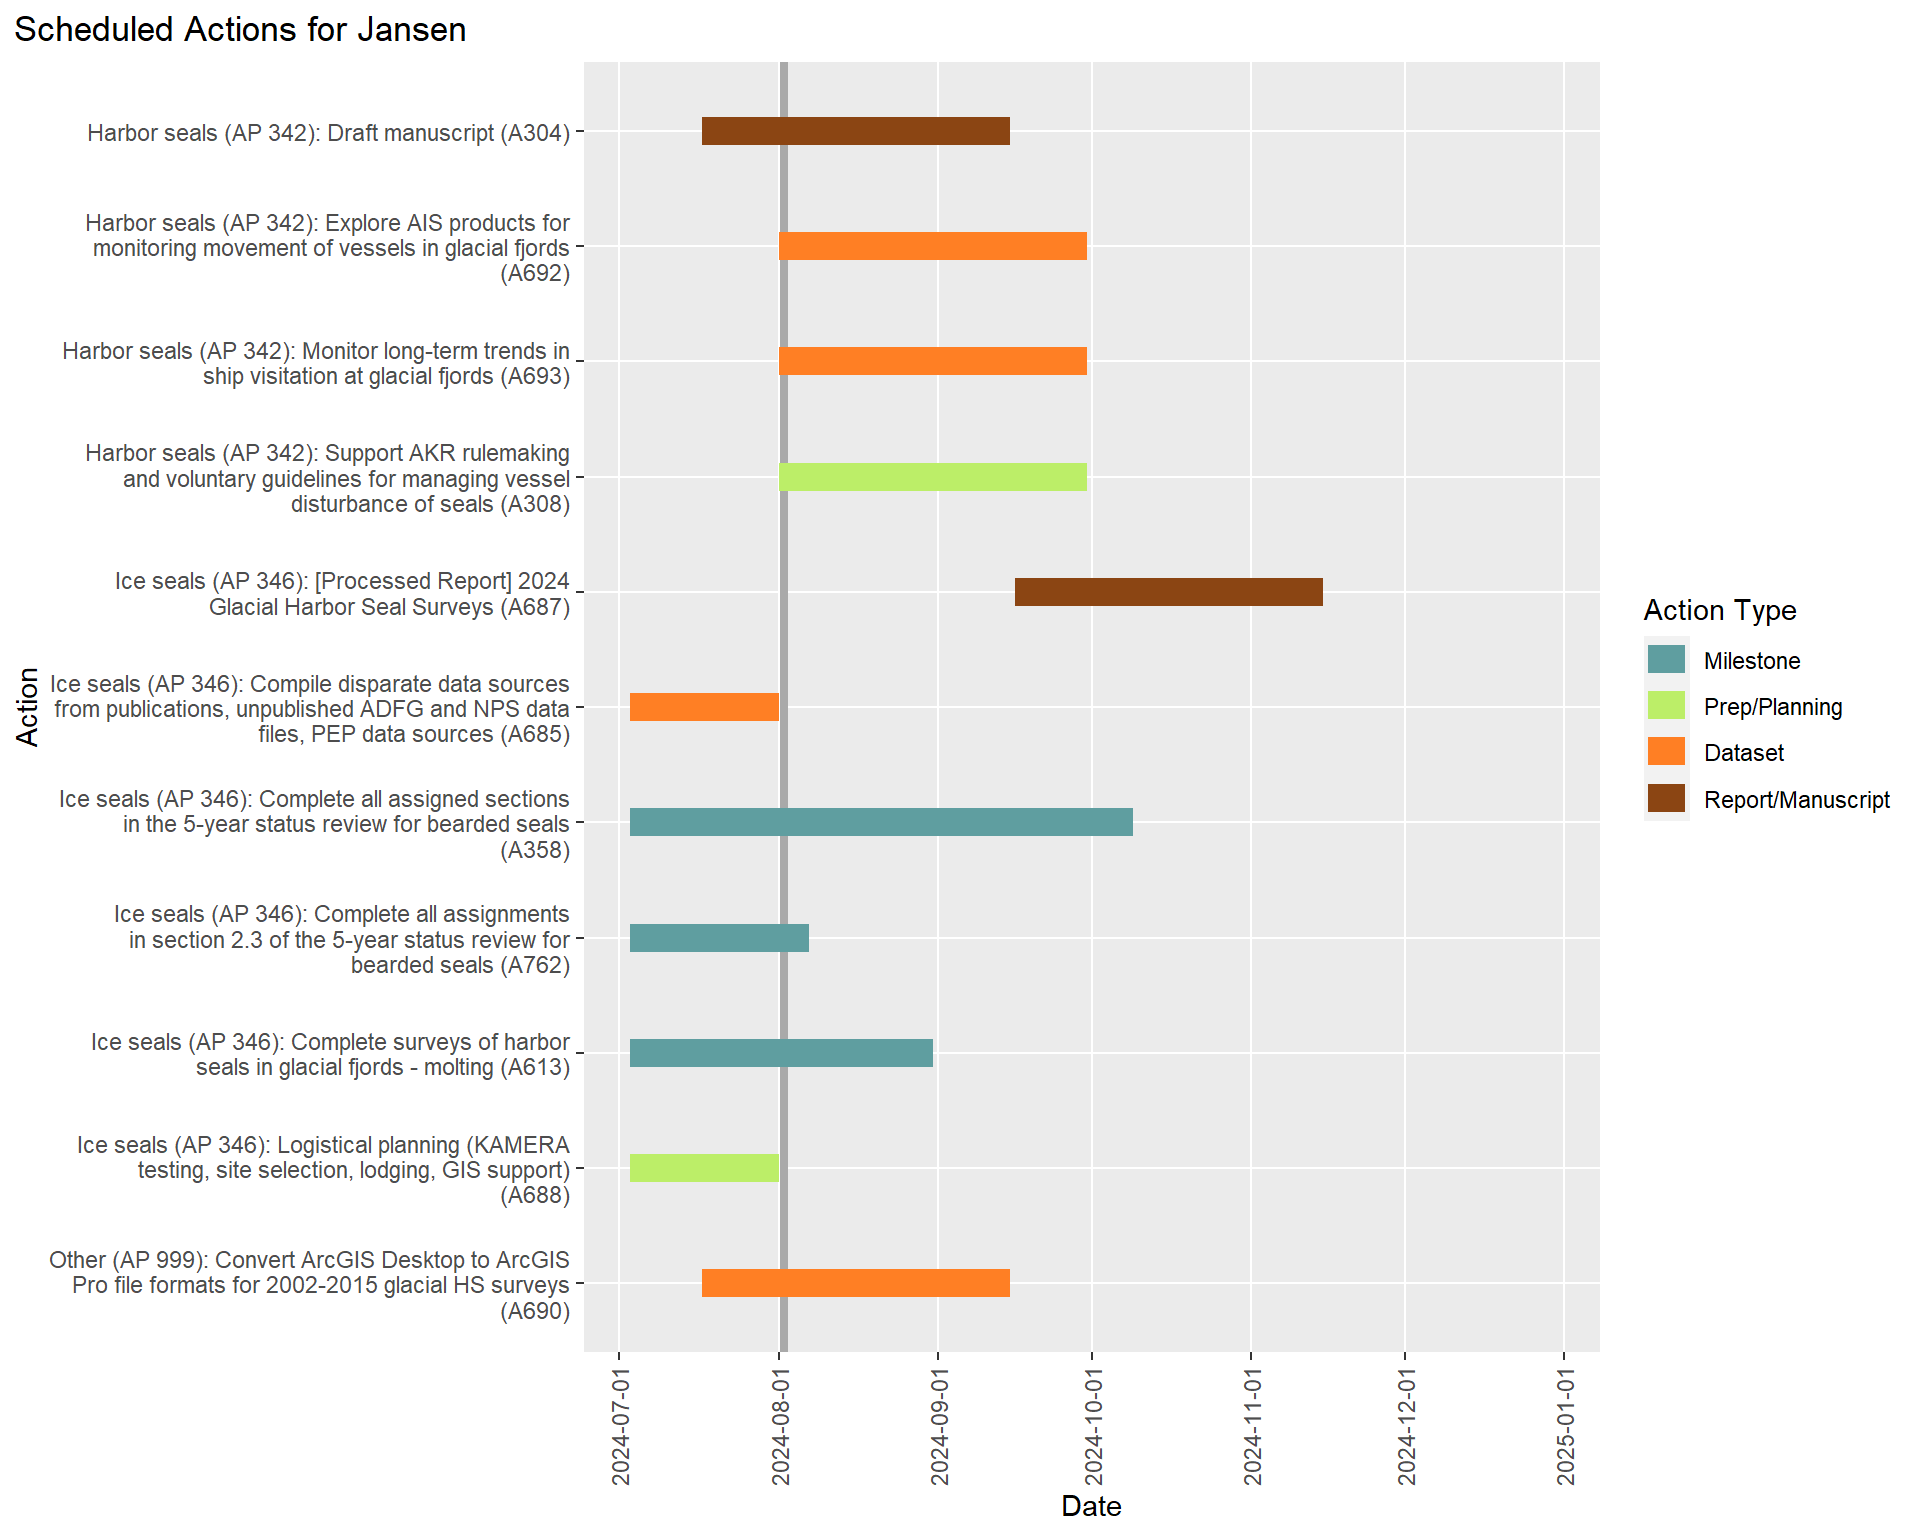 Scheduled Actions for Jansen
Harbor seals (AP 342): Draft manuscript (A304)
Harbor seals (AP 342): Explore AIS products for
monitoring movement of vessels in glacial fjords
(A692)
Harbor seals (AP 342): Monitor long-term trends in
ship visitation at glacial fjords (A693)
Harbor seals (AP 342): Support AKR rulemaking
and voluntary guidelines for managing vessel
disturbance of seals (A308)
Ice seals (AP 346): [Processed Report] 2024
Glacial Harbor Seal Surveys (A687)
Ice seals (AP 346): Compile disparate data sources
from publications, unpublished ADFG and NPS data
files, PEP data sources (A685)
Ice seals (AP 346): Complete all assigned sections
in the 5-year status review for bearded seals
(A358)
Ice seals (AP 346): Complete all assignments
in section 2.3 of the 5-year status review for
bearded seals (A762)
Ice seals (AP 346): Complete surveys of harbor
seals in glacial fjords - molting (A613)
Ice seals (AP 346): Logistical planning (KAMERA
testing, site selection, lodging, GIS support)
(A688)
Other (AP 999): Convert ArcGIS Desktop to ArcGIS
Pro file formats for 2002-2015 glacial HS surveys
(A690)
Action
2024-07-01
2024-08-01
2024-09-01
2024-10-01
2024-11-01
2024-12-01
2025-01-01
Date
Action Type
Milestone
Prep/Planning
Dataset
Report/Manuscript